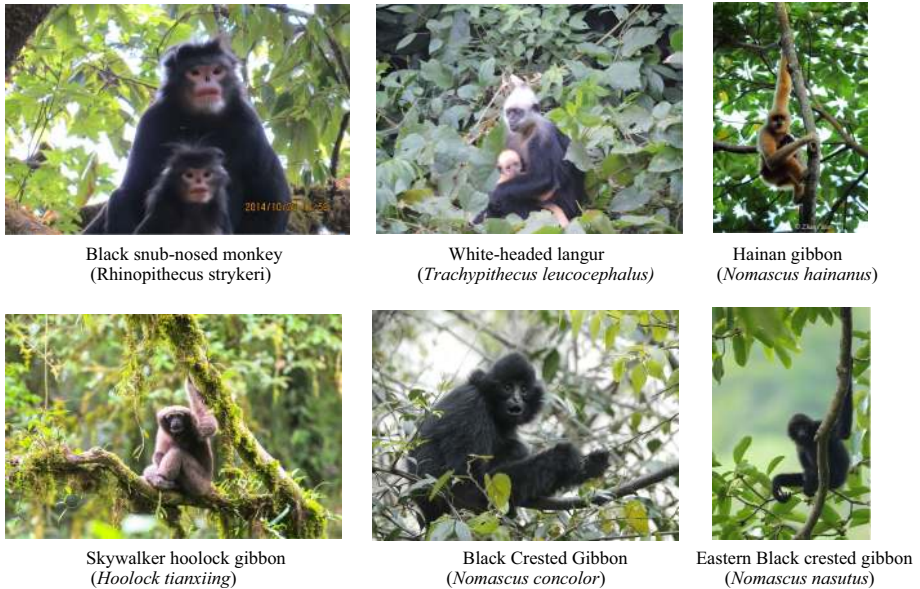 Black snub-nosed monkey
(Rhinopithecus strykeri)
White-headed langur
(Trachypithecus leucocephalus)
Hainan gibbon
(Nomascus hainanus)
Skywalker hoolock gibbon
(Hoolock tianxiing)
Black Crested Gibbon
(Nomascus concolor)
Eastern Black crested gibbon
(Nomascus nasutus)